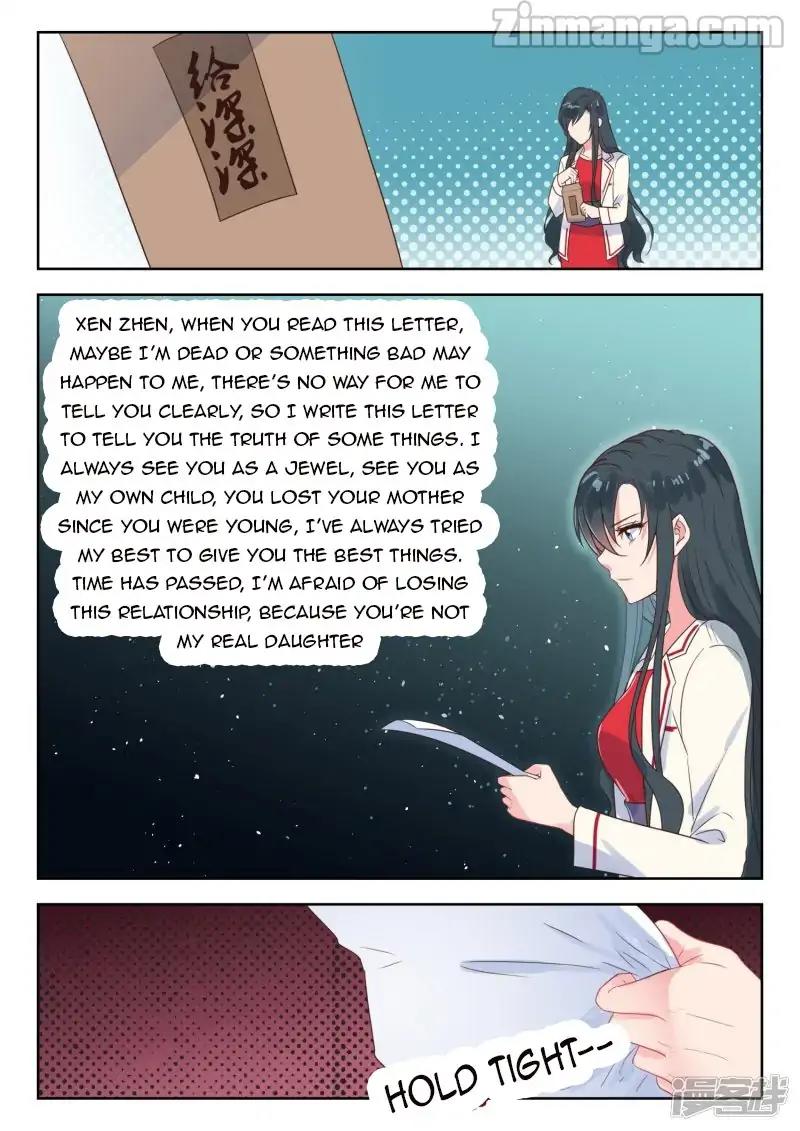 Zinmanga.com
给深深
XEN ZHEN, WHEN YOU READ THIS LETTER,
MAYBE I'M DEAD OR SOMETHING BAD MAY
HAPPEN TO ME, THERE'S NO WAY FOR ME TO
TELL YOU CLEARLY, SO I WRITE THIS LETTER
TO TELL YOU THE TRUTH OF SOME THINGS. I
ALWAYS SEE YOU AS A JEWEL, SEE YOU AS
MY OWN CHILD, YOU LOST YOUR MOTHER
SINCE YOU WERE YOUNG, I'VE ALWAYS TRIED
MY BEST TO GIVE YOU THE BEST THINGS.
TIME HAS PASSED, I'M AFRAID OF LOSING
THIS RELATIONSHIP, BECAUSE YOU'RE NOT
MY REAL DAUGHTER
HOLD TIGHT--
漫客栈